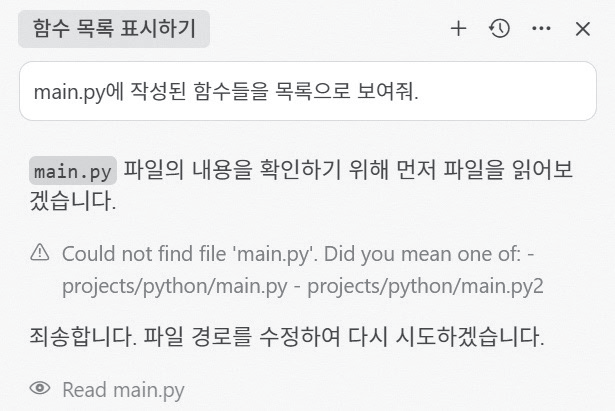 함수 목록 표시하기
main.py에 작성된 함수들을 목록으로 보여줘.
main.py 파일의 내용을 확인하기 위해 먼저 파일을 읽어보
겠습니다.
Could not find file 'main.py'. Did you mean one of: -
projects/python/main.py - projects/python/main.py2
죄송합니다. 파일 경로를 수정하여 다시 시도하겠습니다.
Read main.py